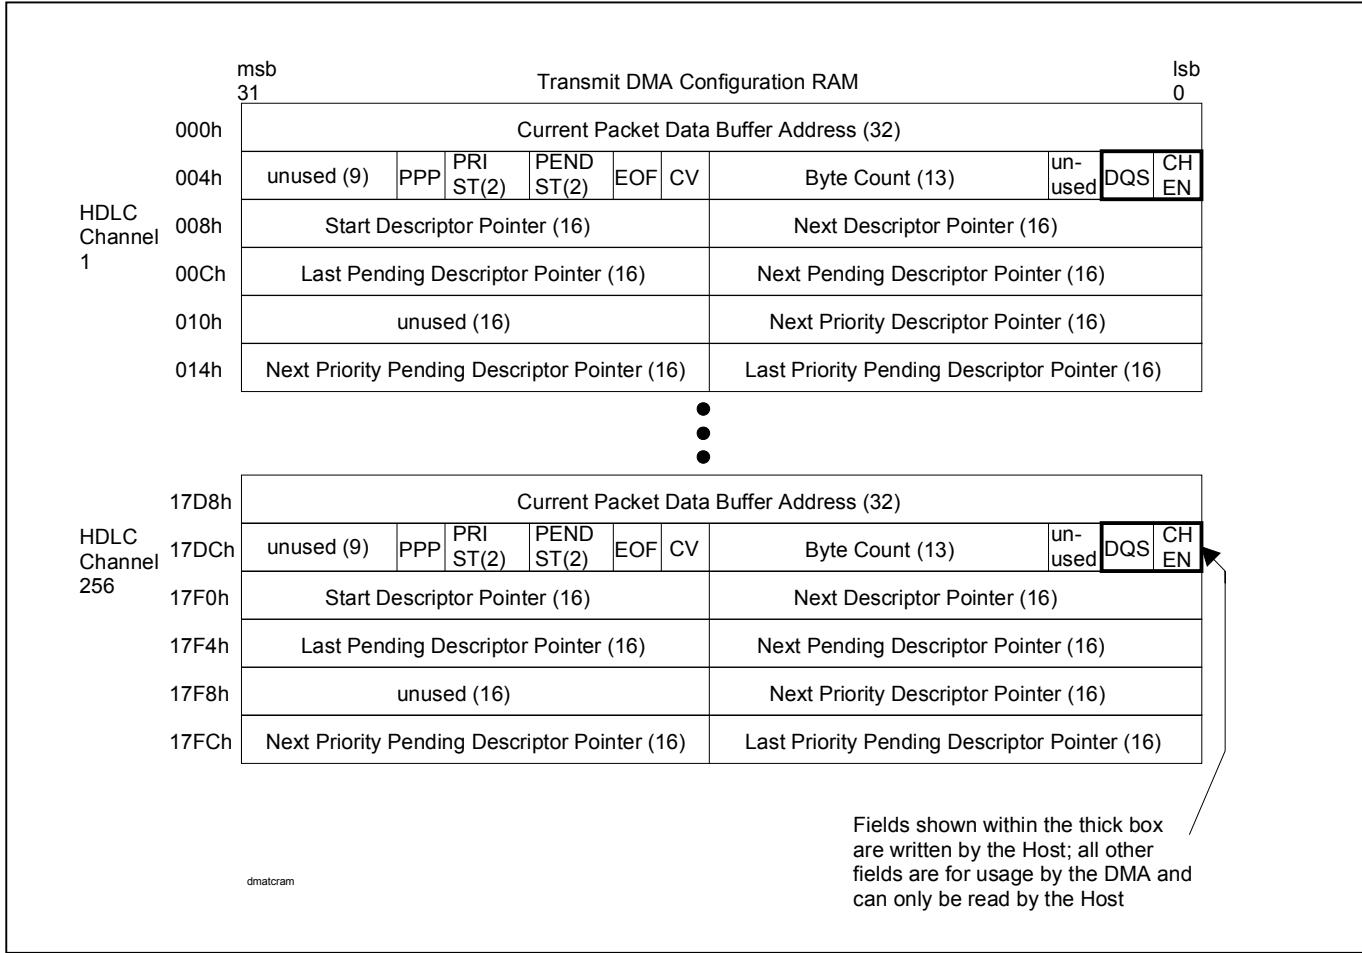 msb
31
Transmit DMA Configuration RAM
lsb
0
HDLC
Channel
1
000h
Current Packet Data Buffer Address (32)
004h
unused (9)
PPP
PRI
ST(2)
PEND
ST(2)
EOF
CV
Byte Count (13)
un-
used
DQS
CH
EN
008h
Start Descriptor Pointer (16)
Next Descriptor Pointer (16)
00Ch
Last Pending Descriptor Pointer (16)
Next Pending Descriptor Pointer (16)
010h
unused (16)
Next Priority Descriptor Pointer (16)
014h
Next Priority Pending Descriptor Pointer (16)
Last Priority Pending Descriptor Pointer (16)
HDLC
Channel
256
17D8h
Current Packet Data Buffer Address (32)
17DCh
unused (9)
PPP
PRI
ST(2)
PEND
ST(2)
EOF
CV
Byte Count (13)
un-
used
DQS
CH
EN
17F0h
Start Descriptor Pointer (16)
Next Descriptor Pointer (16)
17F4h
Last Pending Descriptor Pointer (16)
Next Pending Descriptor Pointer (16)
17F8h
unused (16)
Next Priority Descriptor Pointer (16)
17FCh
Next Priority Pending Descriptor Pointer (16)
Last Priority Pending Descriptor Pointer (16)
Fields shown within the thick box
are written by the Host; all other
fields are for usage by the DMA and
can only be read by the Host
dmatcram